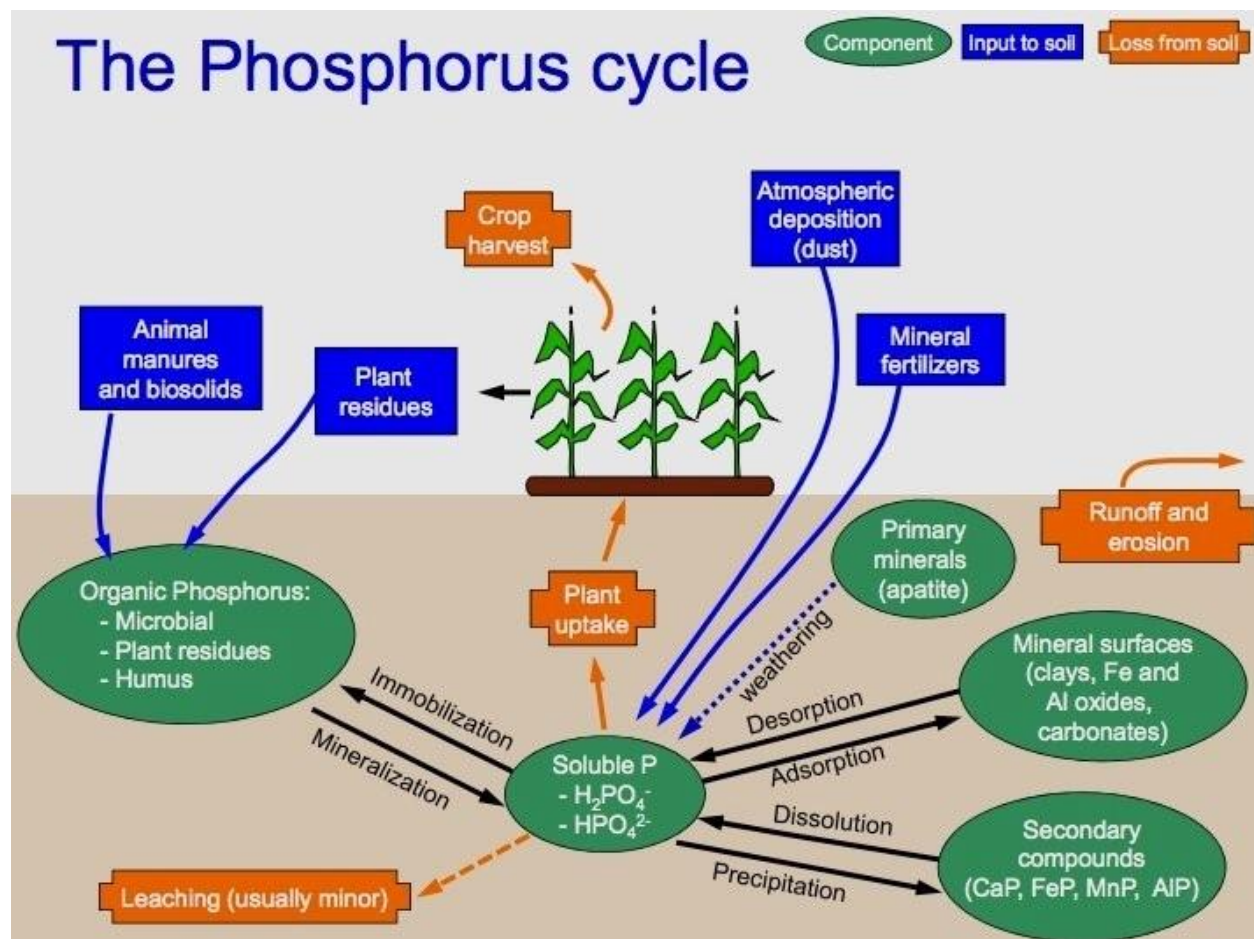 The Phosphorus cycle
Component
Input to soil
Loss from soil
Atmospheric
deposition
(dust)
Crop
harvest
Animal
manures
and biosolids
Plant
residues
Mineral
fertilizers
Runoff and
erosion
Primary
minerals
(apatite)
Organic Phosphorus:
- Microbial
- Plant residues
- Humus
Plant
uptake
weathering
Mineral surfaces
(clays, Fe and
Al oxides,
carbonates)
Immobilization
Mineralization
Desorption
Adsorption
Soluble P
- H₂PO₄⁻
- HPO₄²⁻
Dissolution
Precipitation
Secondary
compounds
(CaP, FeP, MnP, AlP)
Leaching (usually minor)